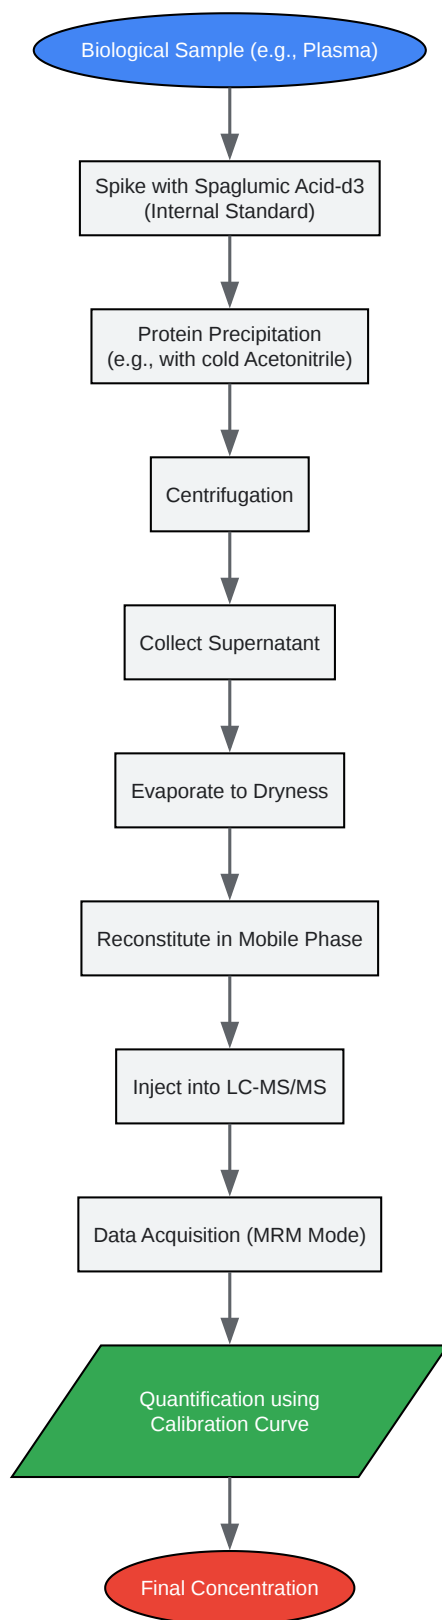 Biological Sample (e.g., Plasma)
Spike with Spaglumic Acid-d3
(Internal Standard)
Protein Precipitation
(e.g., with cold Acetonitrile)
Centrifugation
Collect Supernatant
Evaporate to Dryness
Reconstitute in Mobile Phase
Inject into LC-MS/MS
Data Acquisition (MRM Mode)
Quantification using
Calibration Curve
Final Concentration